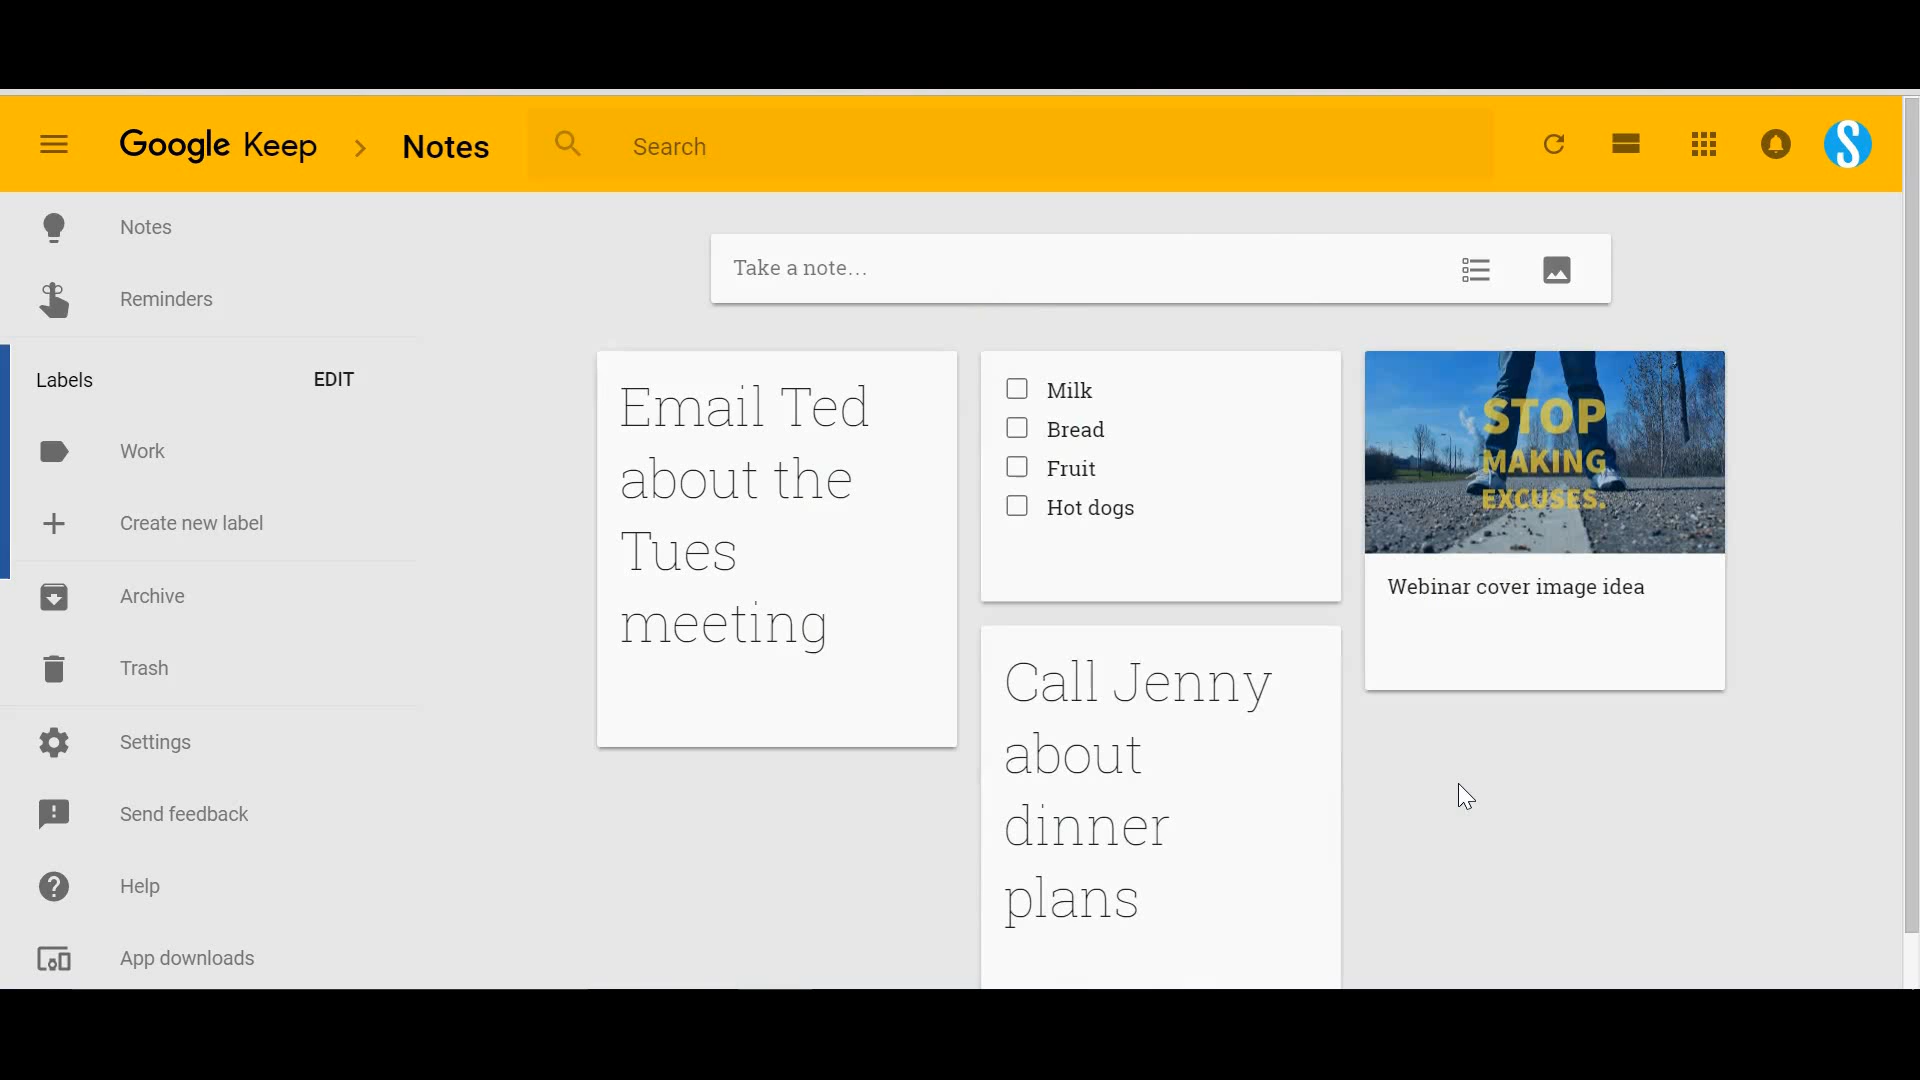 Google Keep > Notes
Search
Notes
Reminders
Labels EDIT
Work
Create new label
Archive
Trash
Settings
Send feedback
Help
App downloads
Take a note...
Email Ted
about the
Tues
meeting
Milk
Bread
Fruit
Hot dogs
Call Jenny
about
dinner
plans
STOP
MAKING
EXCUSES.
Webinar cover image idea